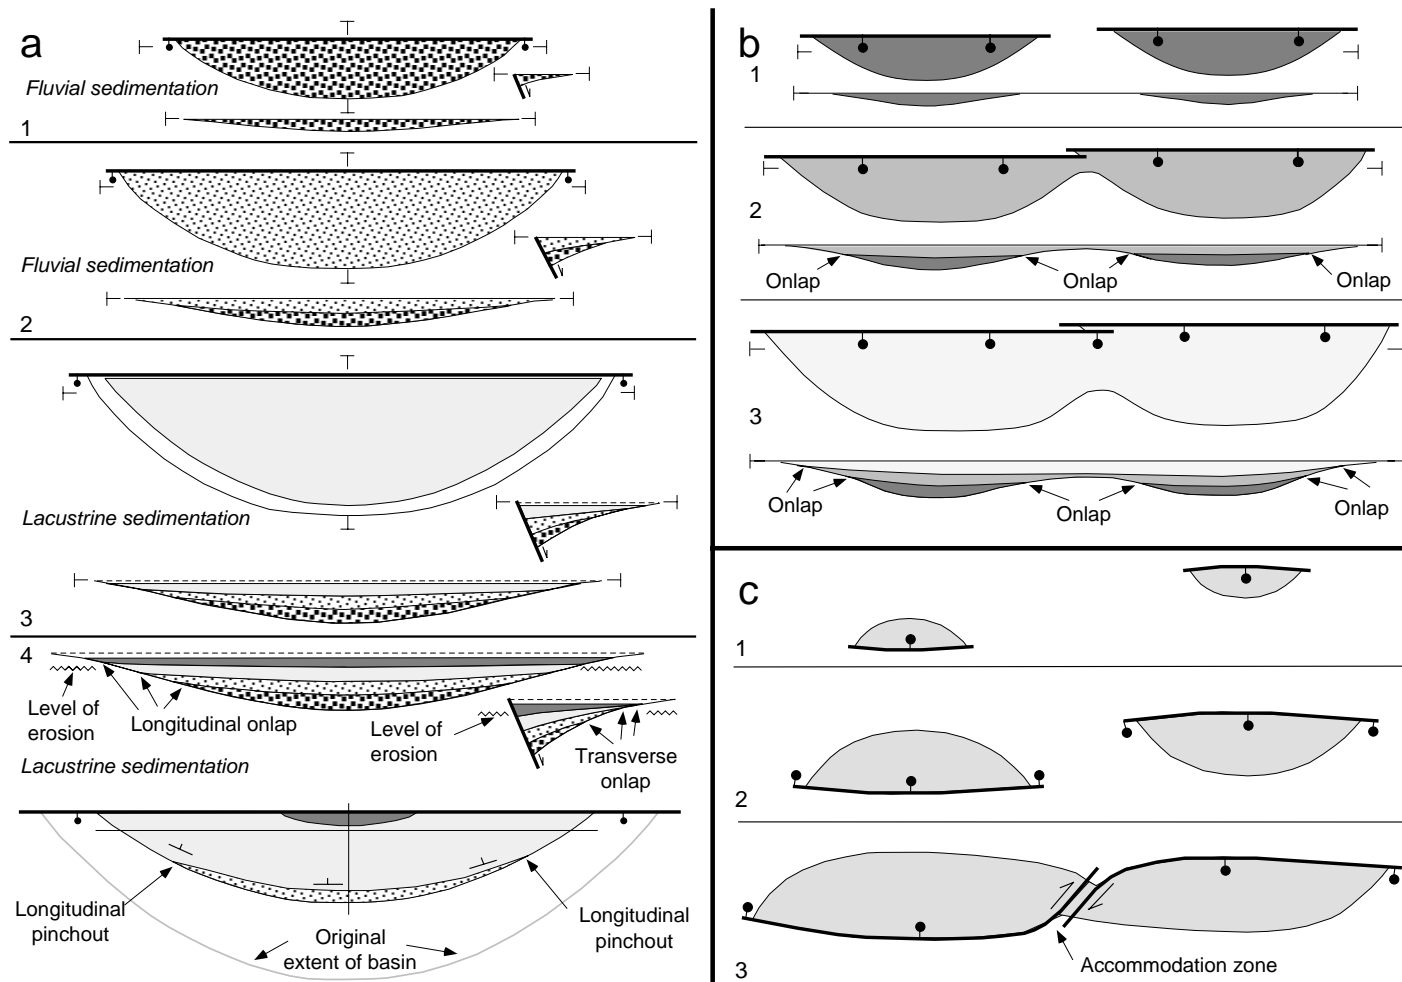 a
Fluvial sedimentation
1
Fluvial sedimentation
2
Lacustrine sedimentation
3
4
Level of
erosion
Longitudinal onlap
Level of
erosion
Transverse
onlap
Lacustrine sedimentation
Longitudinal
pinchout
Original
extent of basin
Longitudinal
pinchout
b
1
2
Onlap
Onlap
Onlap
3
Onlap
Onlap
Onlap
c
1
2
3
Accommodation zone